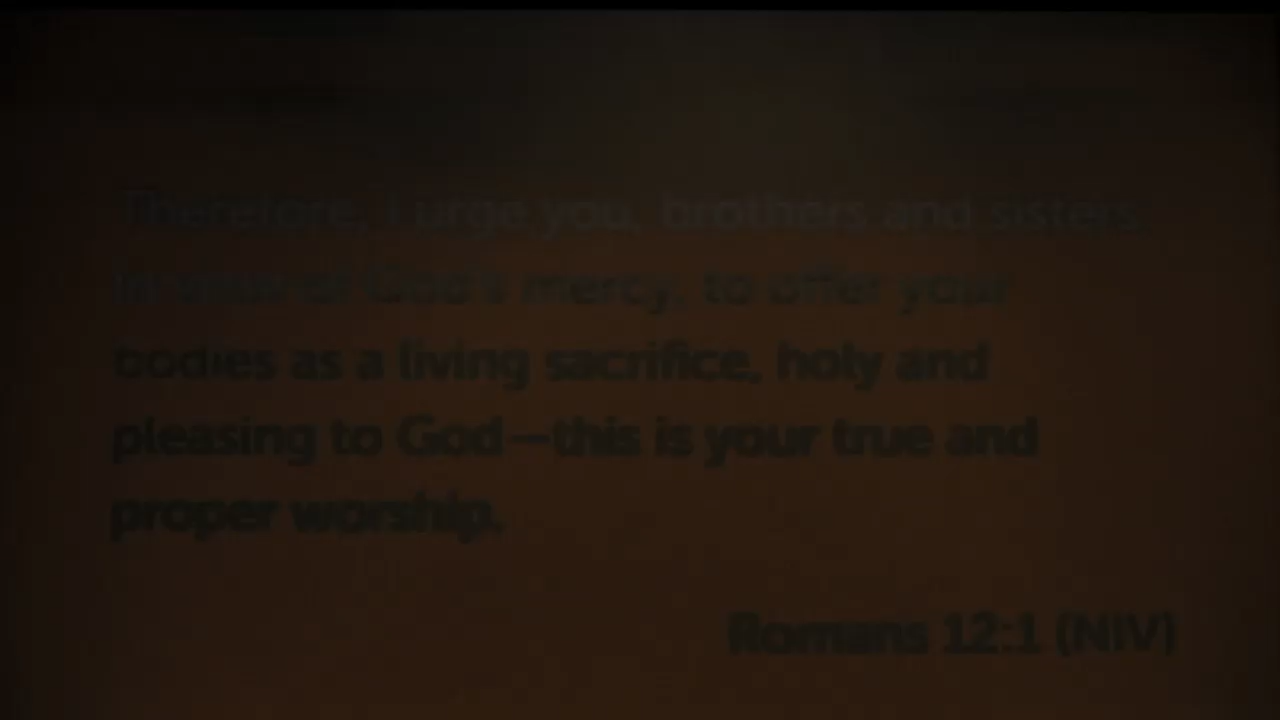 Therefore, I urge you, brothers and sisters,
in view of God's mercy, to offer your
bodies as a living sacrifice, holy and
pleasing to God—this is your true and
proper worship.
Romans 12:1 (NIV)